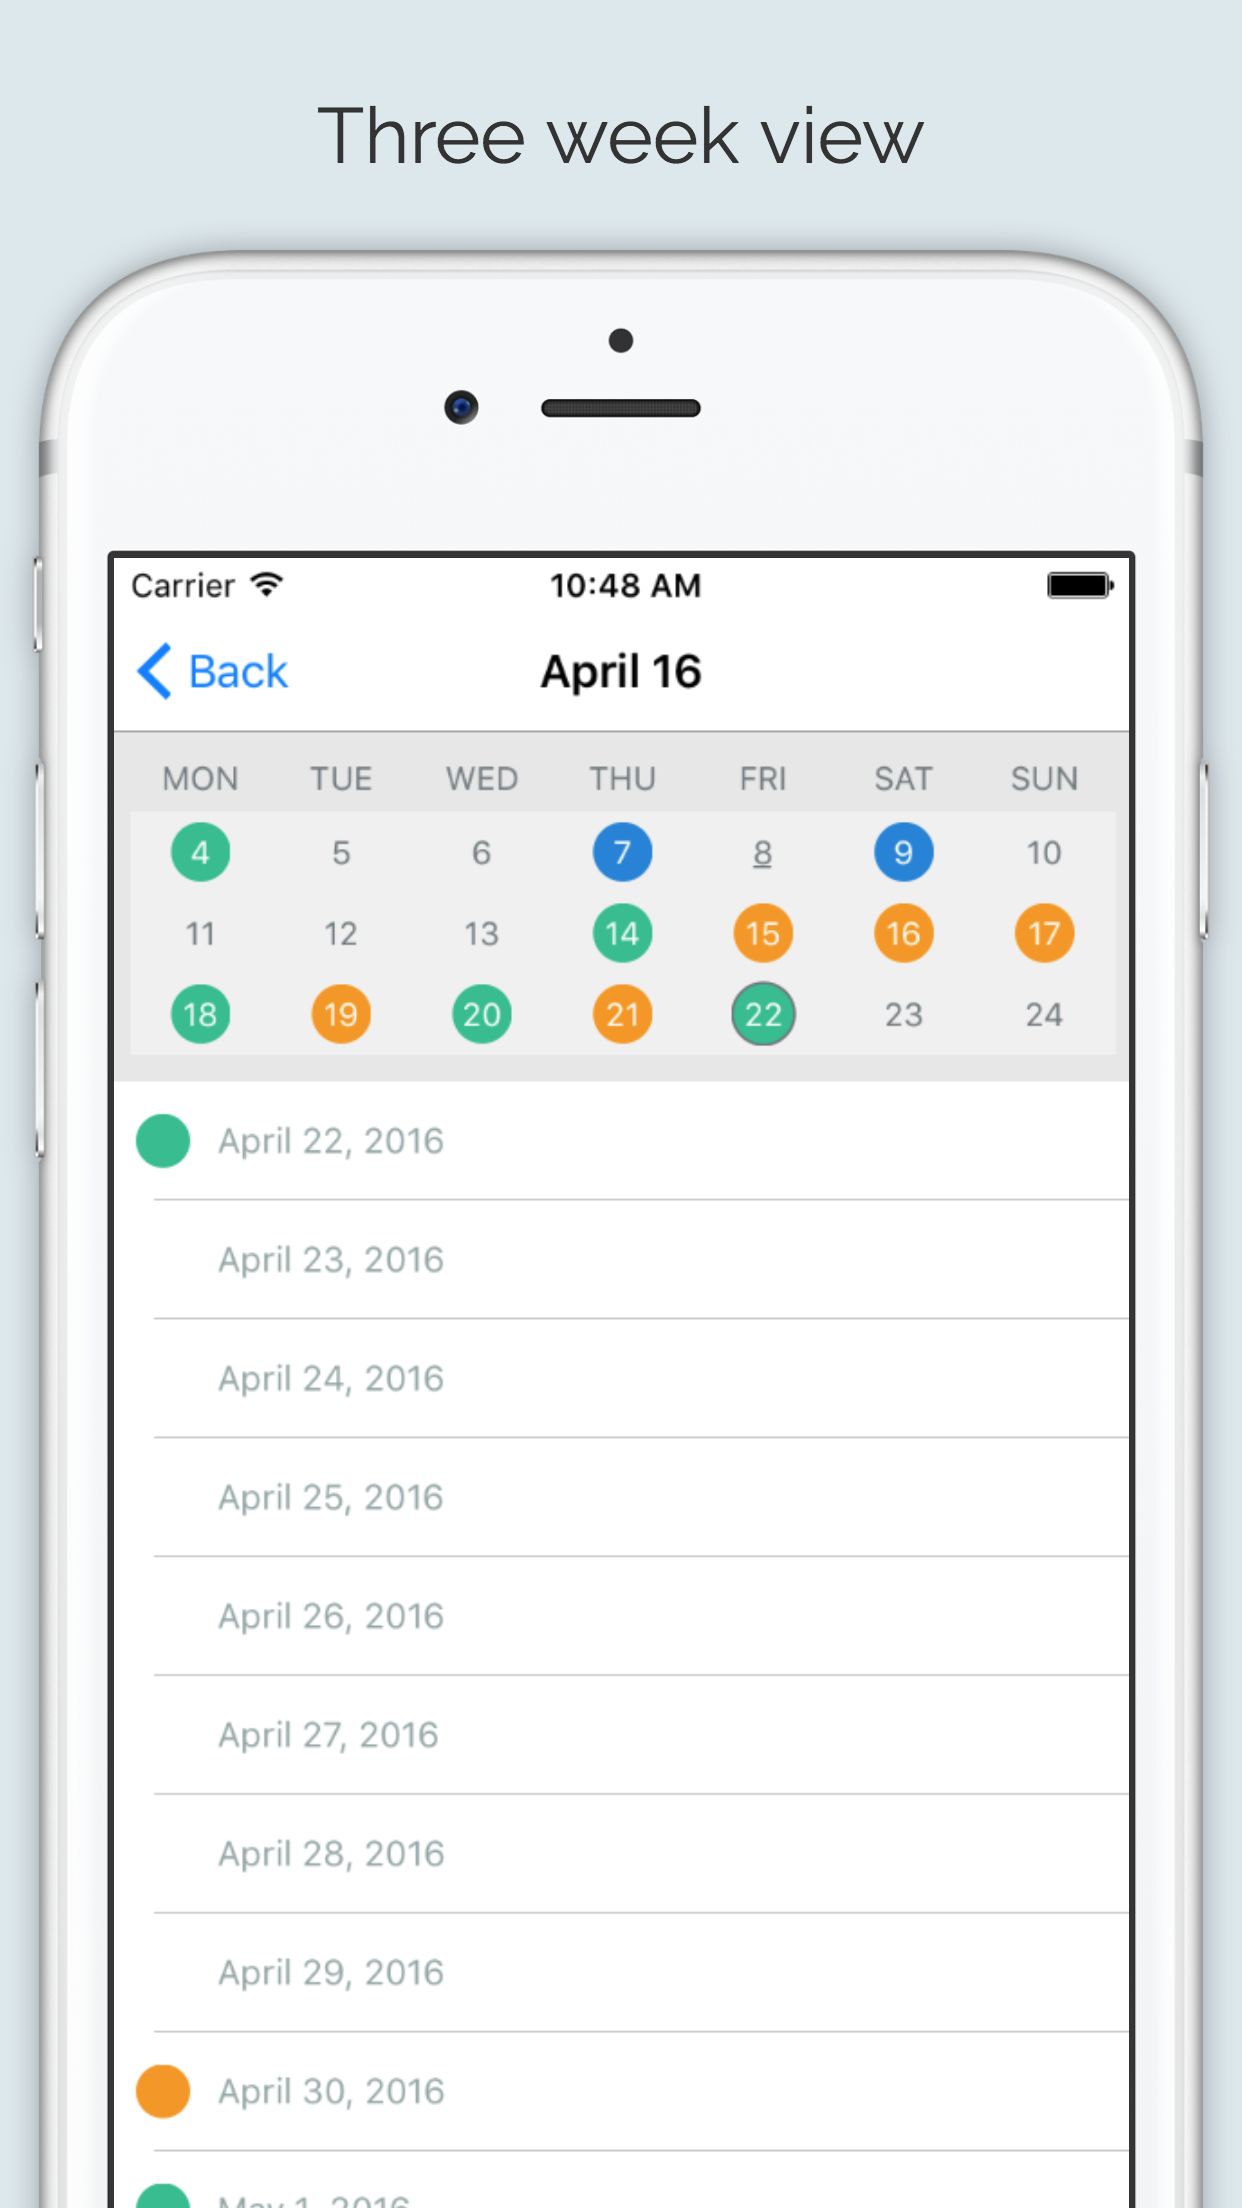 Three week view
Carrier 10:48 AM
Back April 16
MON TUE WED THU FRI SAT SUN
4 5 6 7 8 9 10
11 12 13 14 15 16 17
18 19 20 21 22 23 24
April 22, 2016
April 23, 2016
April 24, 2016
April 25, 2016
April 26, 2016
April 27, 2016
April 28, 2016
April 29, 2016
April 30, 2016
May 1, 2016